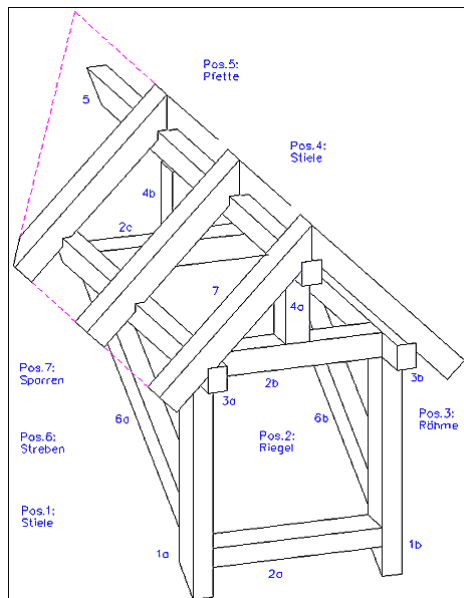 Pos.5:
Pfette
5
Pos.4:
Stiele
4b
2c
7
4a
3b
2b
3a
Pos.7:
Sparren
6a
6b
Pos.3:
Rähme
Pos.2:
Riegel
Pos.6:
Streben
Pos.1:
Stiele
1a
1b
2a